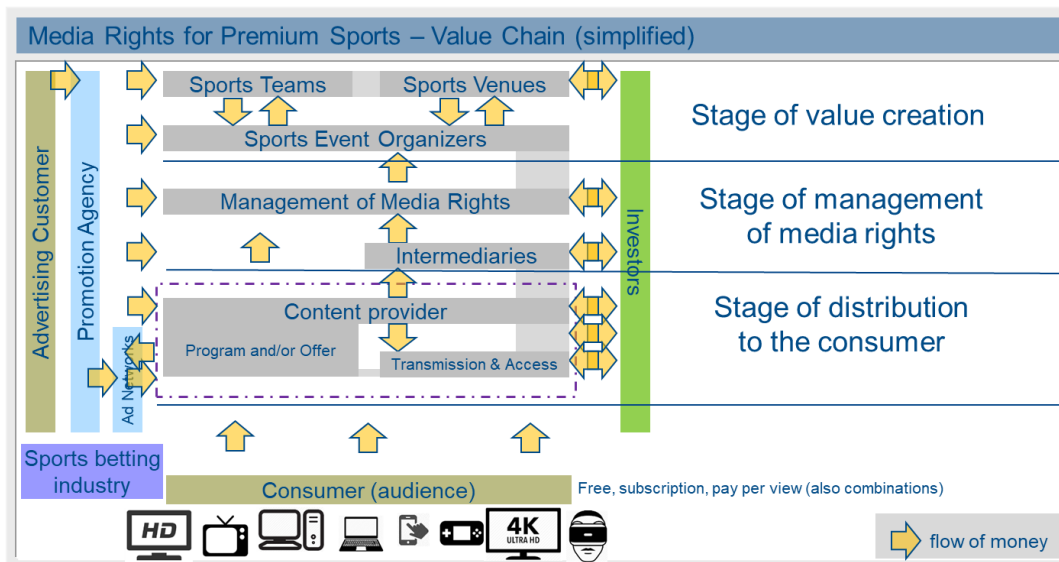 Media Rights for Premium Sports – Value Chain (simplified)
Advertising Customer
Promotion Agency
Ad Networks
Sports Teams
Sports Venues
Sports Event Organizers
Management of Media Rights
Intermediaries
Content provider
Program and/or Offer
Transmission & Access
Investors
Stage of value creation
Stage of management
of media rights
Stage of distribution
to the consumer
Sports betting
industry
Consumer (audience)
Free, subscription, pay per view (also combinations)
HD
4K
ULTRA HD
flow of money